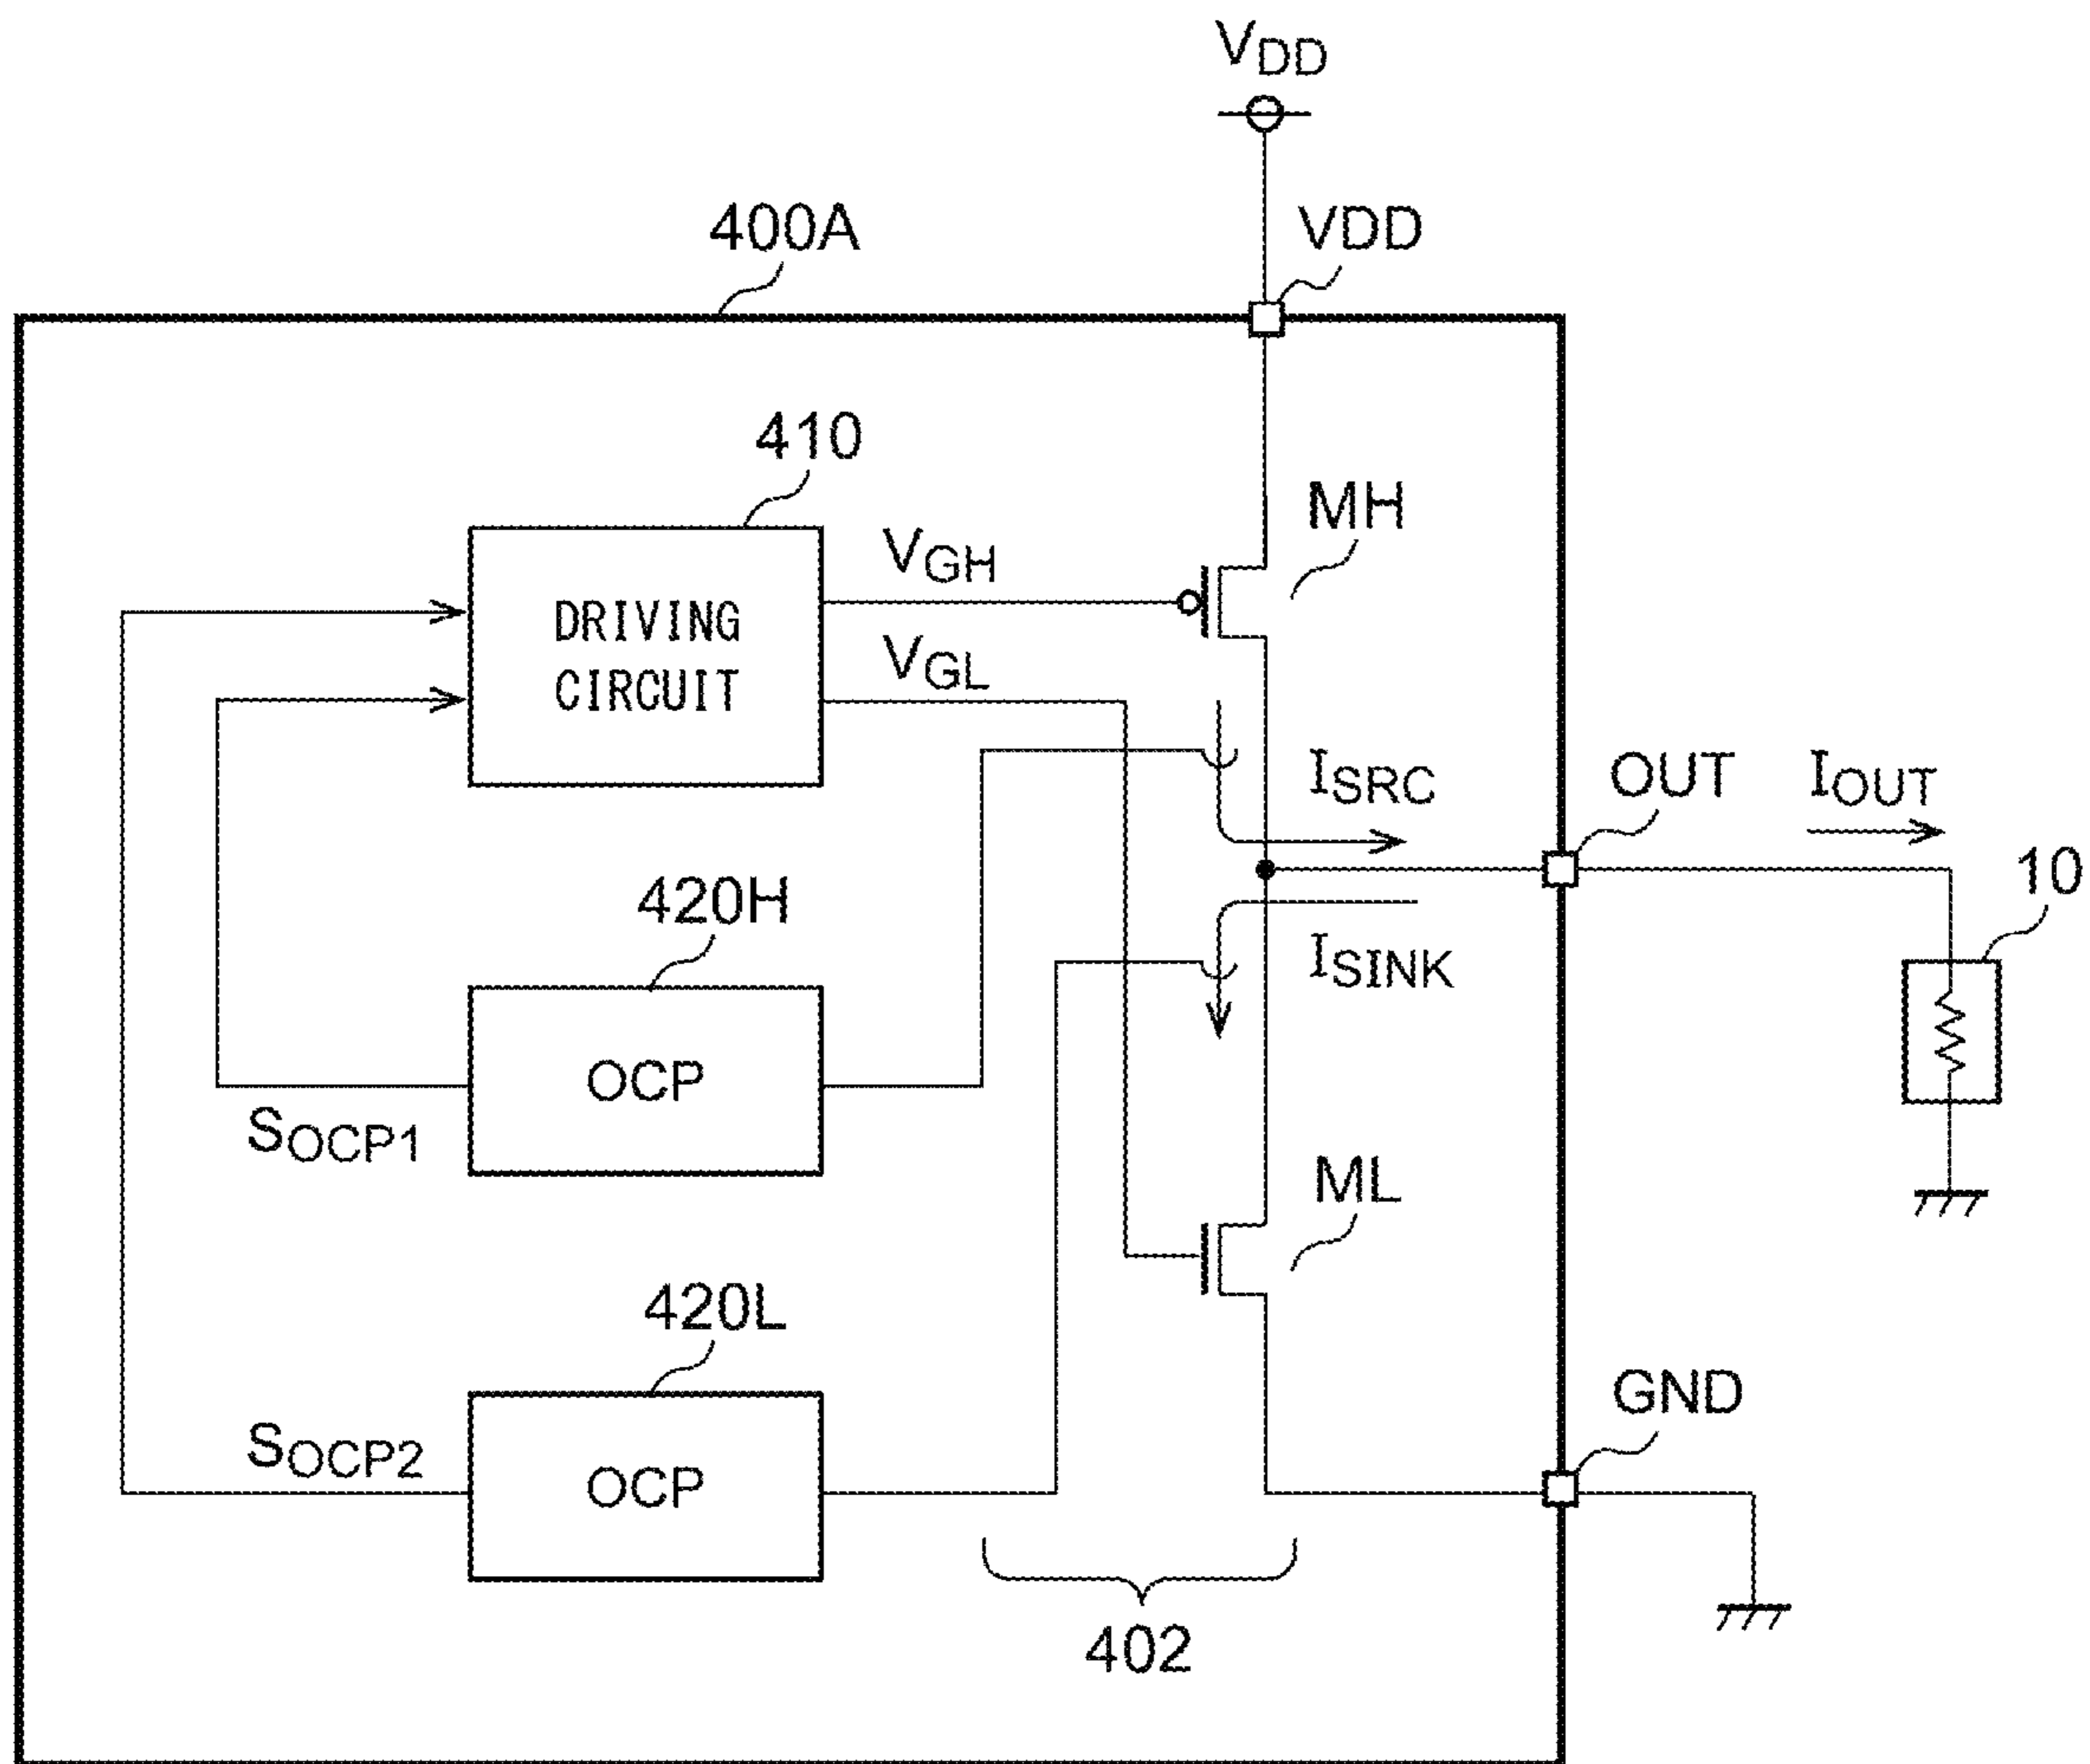 VDD
400A
VDD
410
MH
VGH
DRIVING
CIRCUIT
VGL
ISRC
OUT
IOUT
10
420H
ISINK
OCP
SOCP1
ML
420L
GND
SOCP2
OCP
402